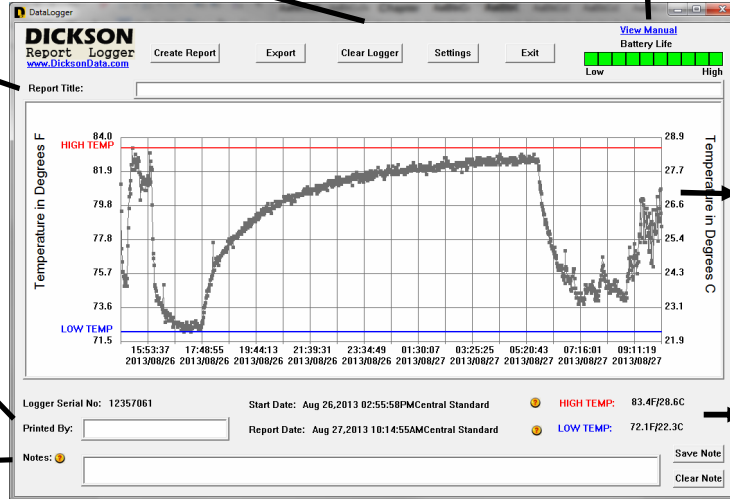 DataLogger
DICKSON
Report Logger
www.DicksonData.com
Create Report
Export
Clear Logger
Settings
Exit
View Manual
Battery Life
Low High
Report Title:
Temperature in Degrees F
84.0
81.9
79.8
77.8
75.7
73.6
71.5
HIGH TEMP
LOW TEMP
28.9
27.7
26.6
25.4
24.3
23.1
21.9
Temperature in Degrees C
15:53:37 17:48:55 19:44:13 21:39:31 23:34:49 01:30:07 03:25:25 05:20:43 07:16:01 09:11:19
2013/08/26 2013/08/26 2013/08/26 2013/08/26 2013/08/26 2013/08/27 2013/08/27 2013/08/27 2013/08/27 2013/08/27
Logger Serial No: 12357061
Start Date: Aug 26,2013 02:55:58PMCentral Standard
? HIGH TEMP: 83.4F/28.6C
Printed By:
Report Date: Aug 27,2013 10:14:55AMCentral Standard
? LOW TEMP: 72.1F/22.3C
Notes: ?
Save Note
Clear Note